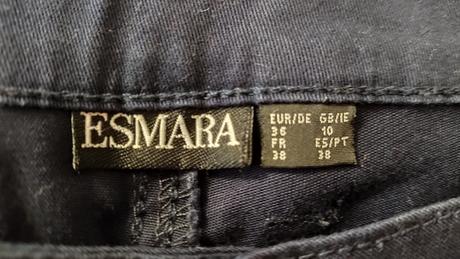 ESMARA
EUR/DE GB/IE
36 10
FR ES/PT
38 38